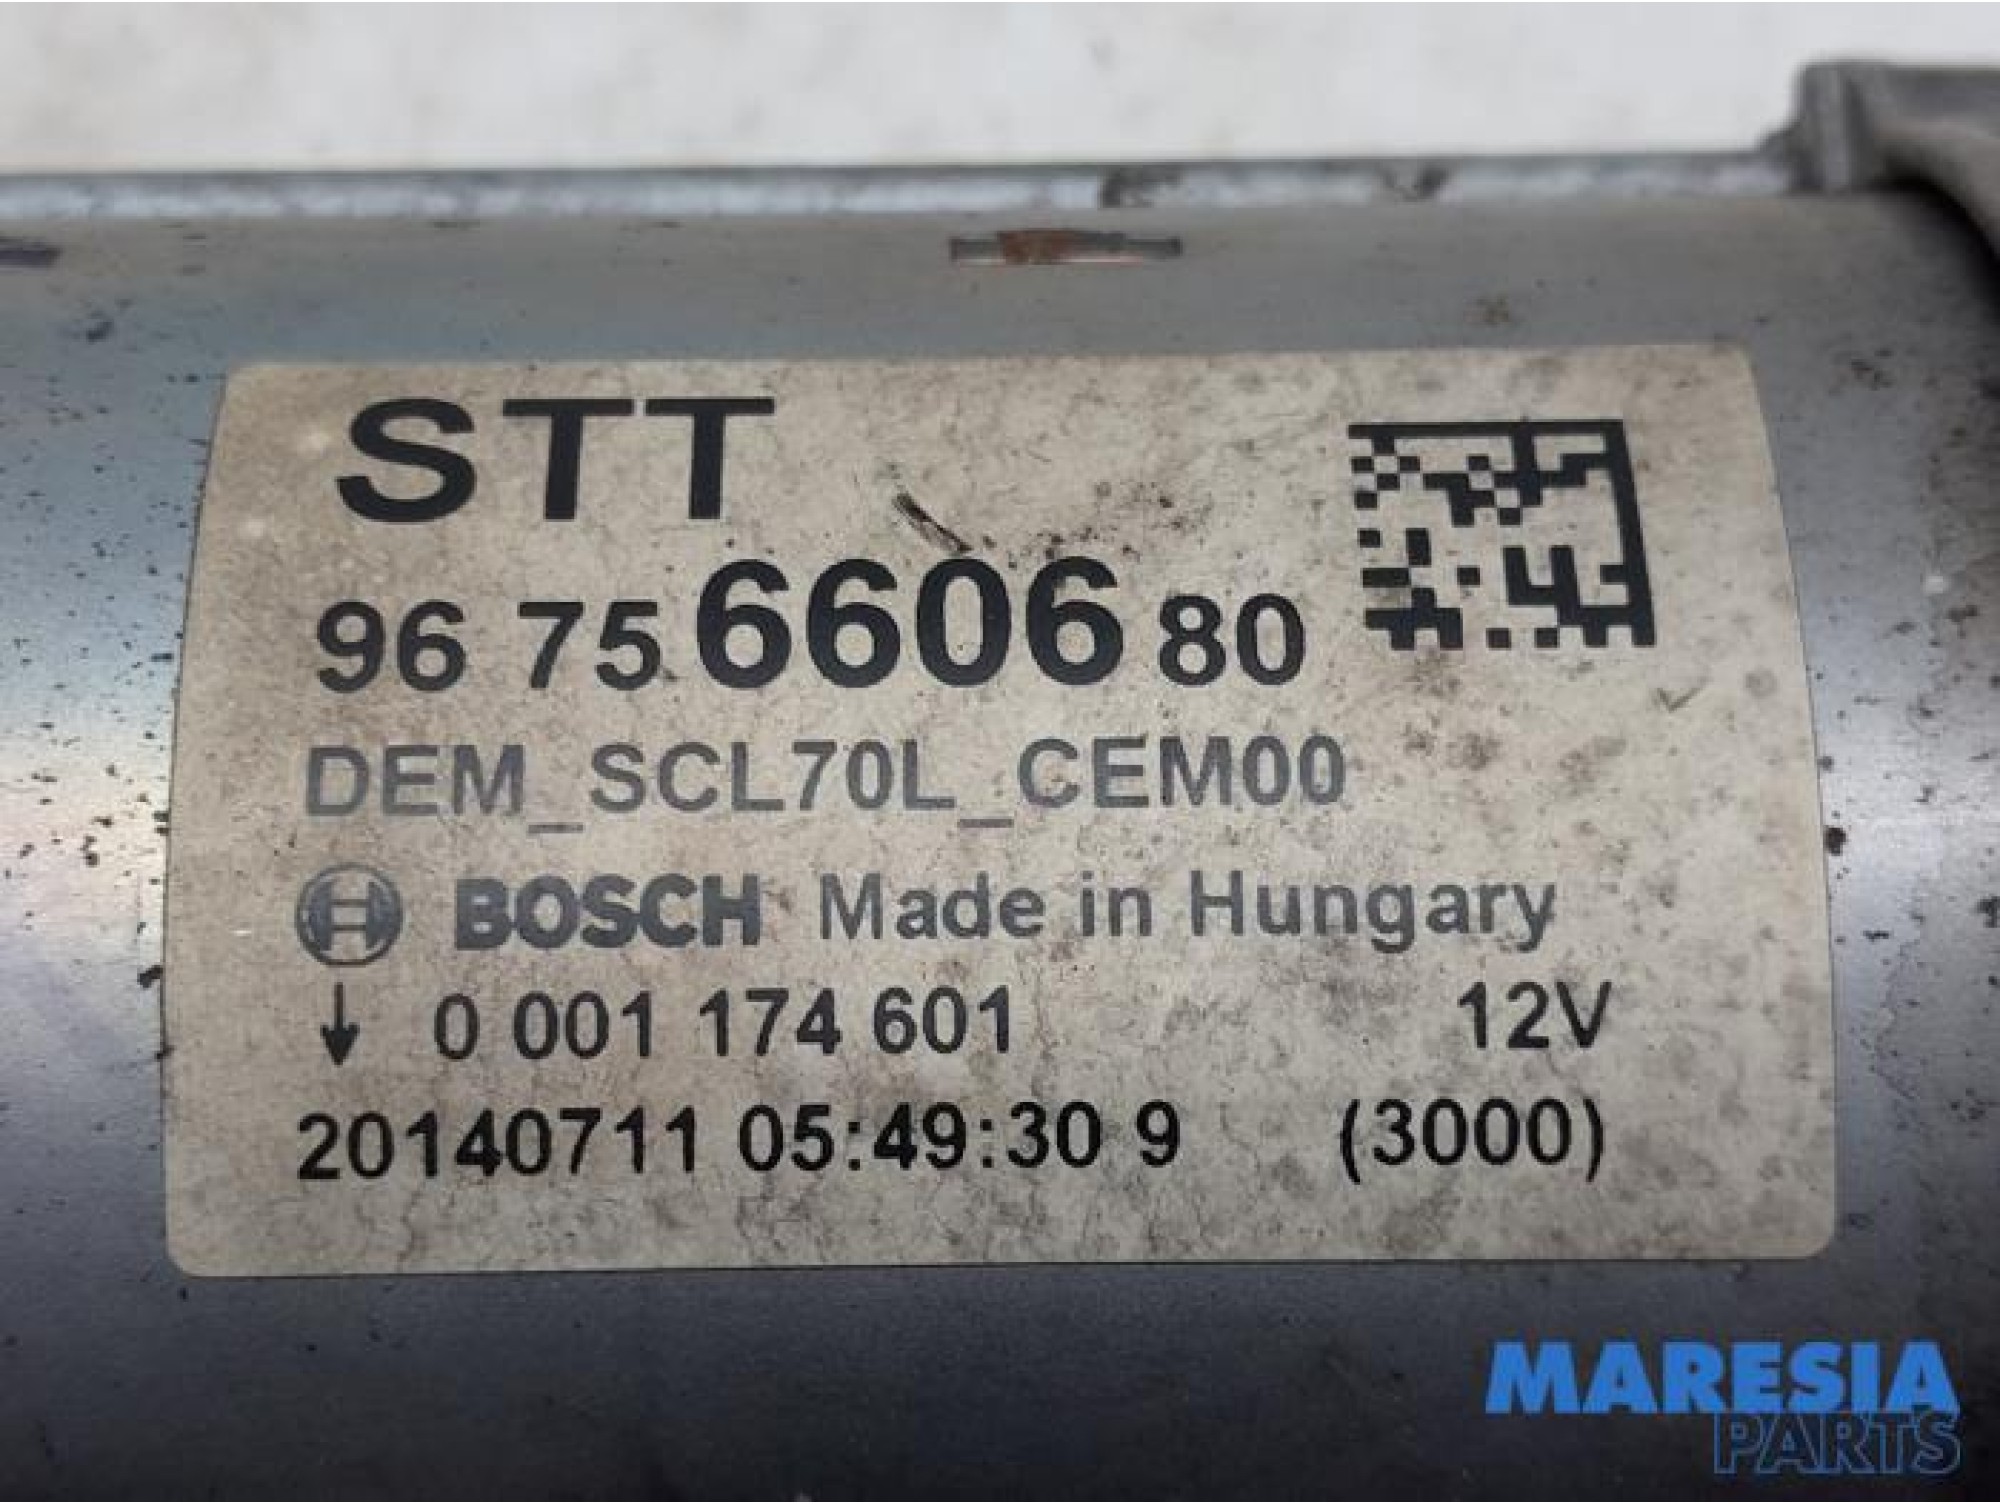 STT
96 75 6606 80
DEM_SCL70L_CEM00
BOSCH Made in Hungary
↓ 0 001 174 601 12V
20140711 05:49:30 9 (3000)
MARESIA
PARTS